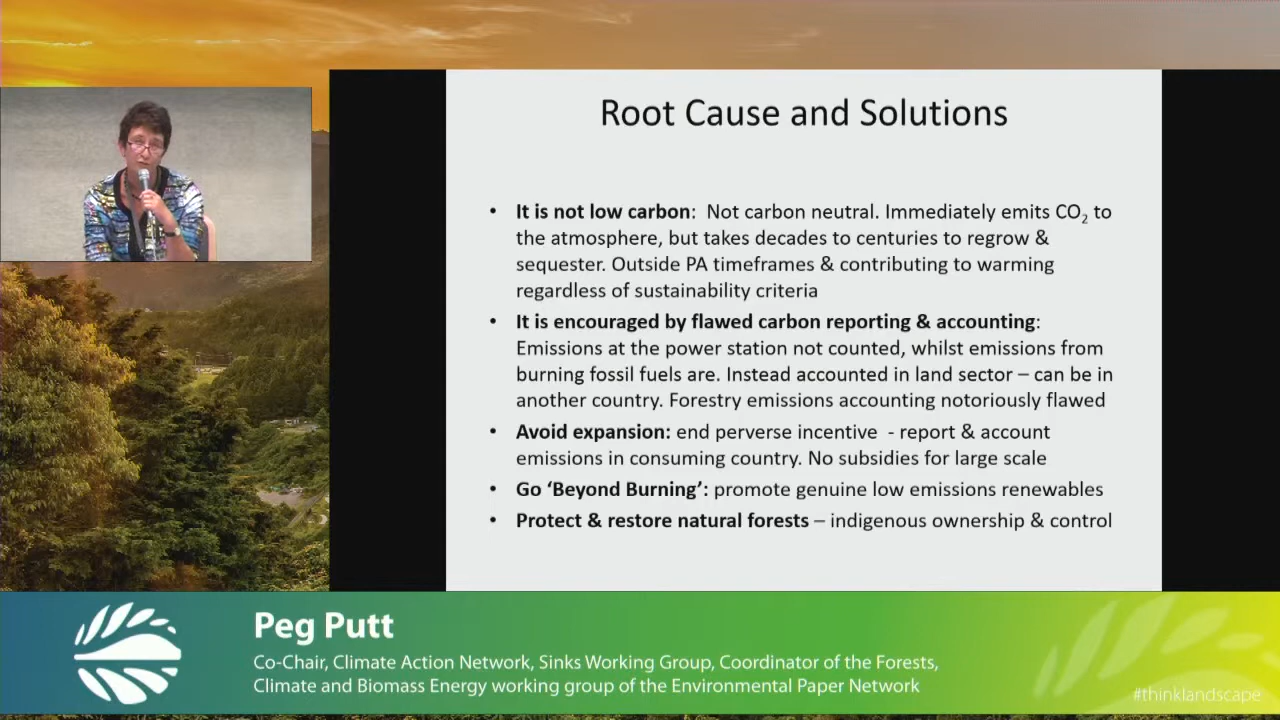 Root Cause and Solutions
• It is not low carbon:  Not carbon neutral. Immediately emits CO₂ to
the atmosphere, but takes decades to centuries to regrow &
sequester. Outside PA timeframes & contributing to warming
regardless of sustainability criteria
• It is encouraged by flawed carbon reporting & accounting:
Emissions at the power station not counted, whilst emissions from
burning fossil fuels are. Instead accounted in land sector – can be in
another country. Forestry emissions accounting notoriously flawed
• Avoid expansion: end perverse incentive  - report & account
emissions in consuming country. No subsidies for large scale
• Go ‘Beyond Burning’: promote genuine low emissions renewables
• Protect & restore natural forests – indigenous ownership & control
Peg Putt
Co-Chair, Climate Action Network, Sinks Working Group, Coordinator of the Forests,
Climate and Biomass Energy working group of the Environmental Paper Network
#thinklandscape